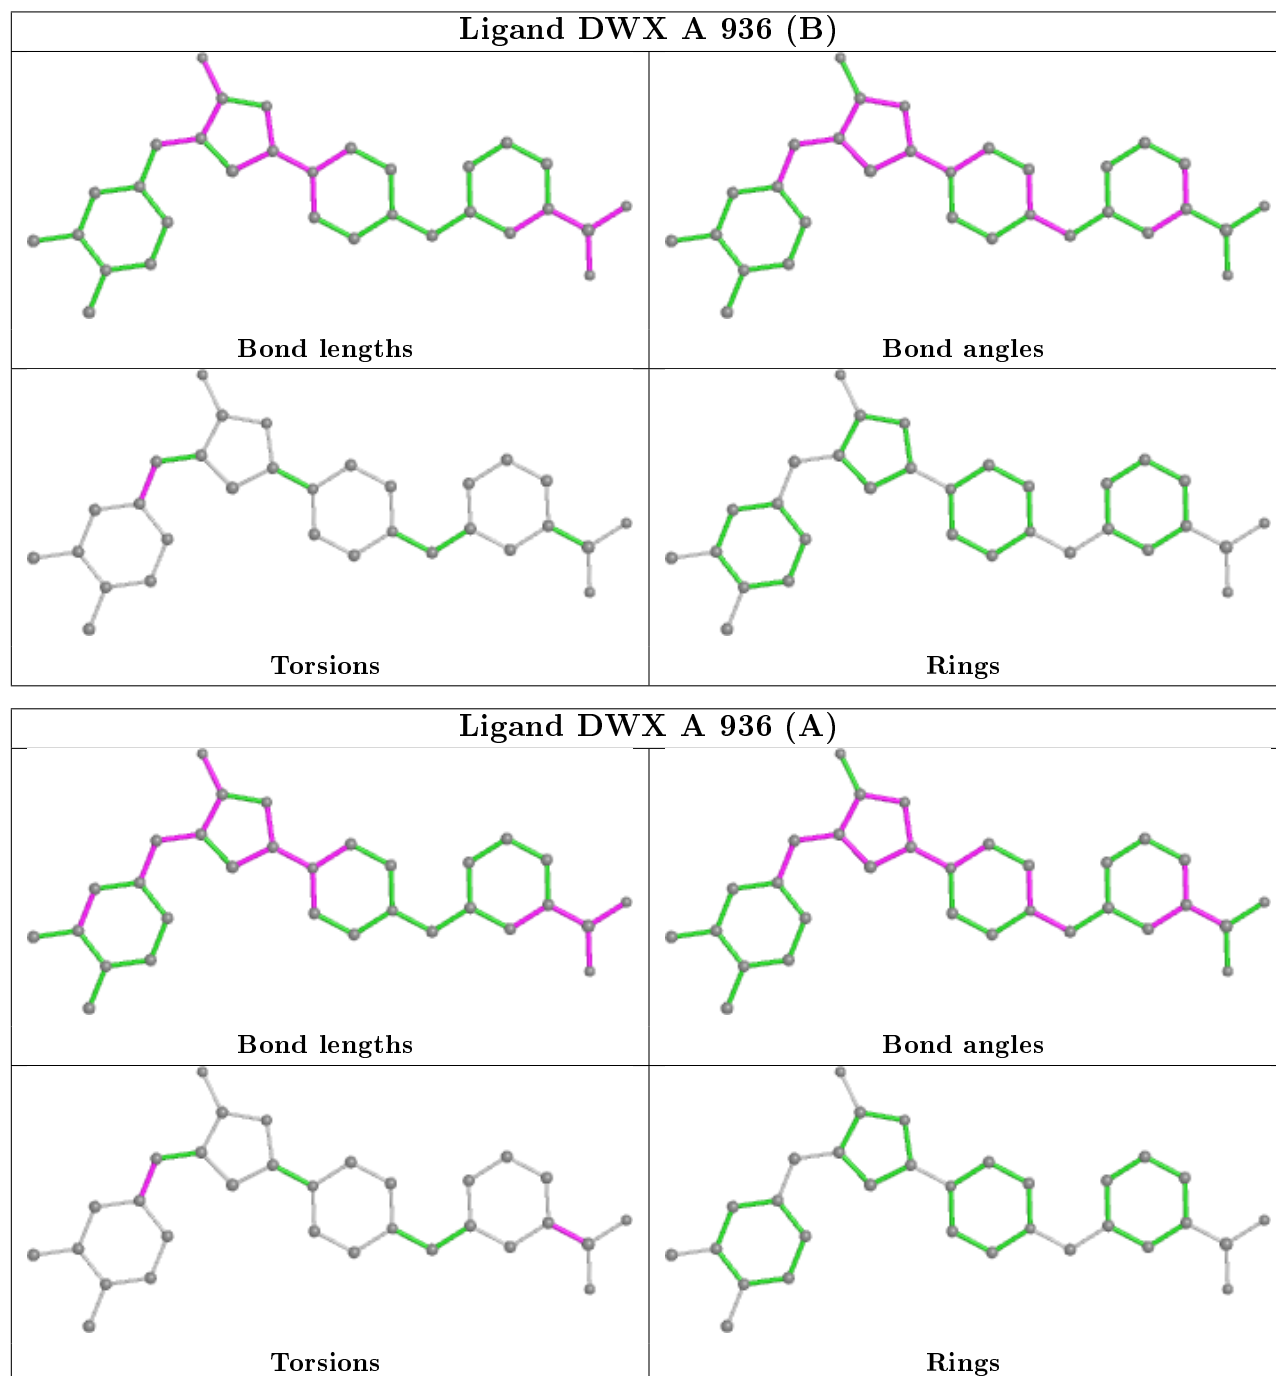 Ligand DWX A 936 (B)
Bond lengths
Bond angles
Torsions
Rings
Ligand DWX A 936 (A)
Bond lengths
Bond angles
Torsions
Rings